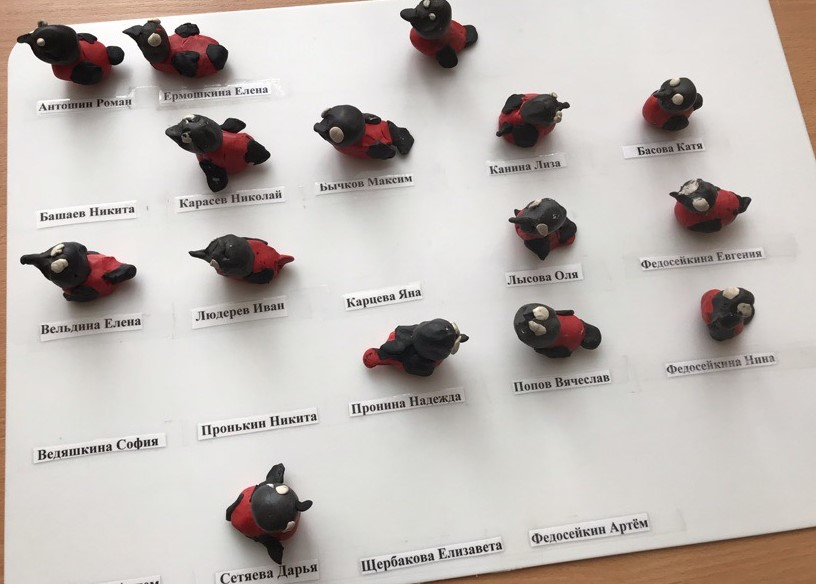 Антошин Роман
Ермошкина Елена
Башаев Никита
Карасев Николай
Бычков Максим
Канина Лиза
Басова Катя
Вельдина Елена
Людерев Иван
Карцева Яна
Лысова Оля
Федосейкина Евгения
Ведяшкина София
Пронькин Никита
Пронина Надежда
Попов Вячеслав
Федосейкина Нина
Сетяева Дарья
Щербакова Елизавета
Федосейкин Артём